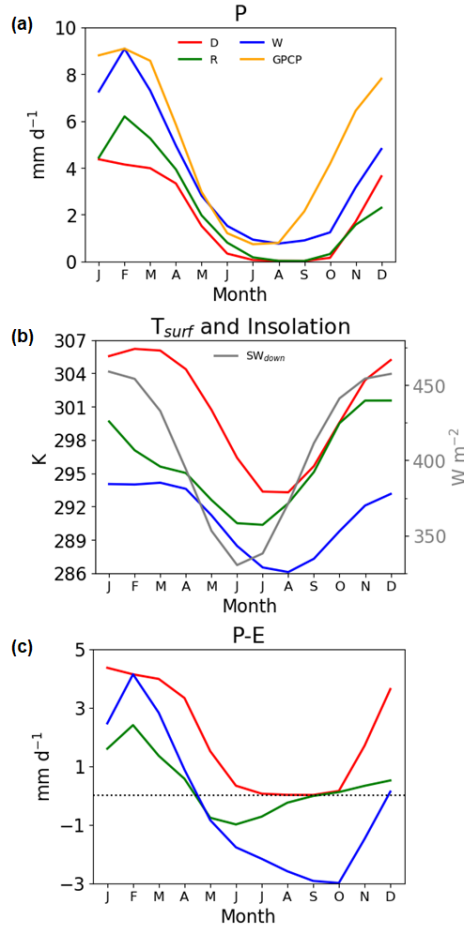 (a)
P
D
W
R
GPCP
10
8
6
4
2
0
mm d⁻¹
J F M A M J J A S O N D
Month
(b)
T_surf and Insolation
SW_down
307
304
301
298
295
292
289
286
K
450
400
350
W m⁻²
J F M A M J J A S O N D
Month
(c)
P-E
5
3
1
−1
−3
mm d⁻¹
J F M A M J J A S O N D
Month